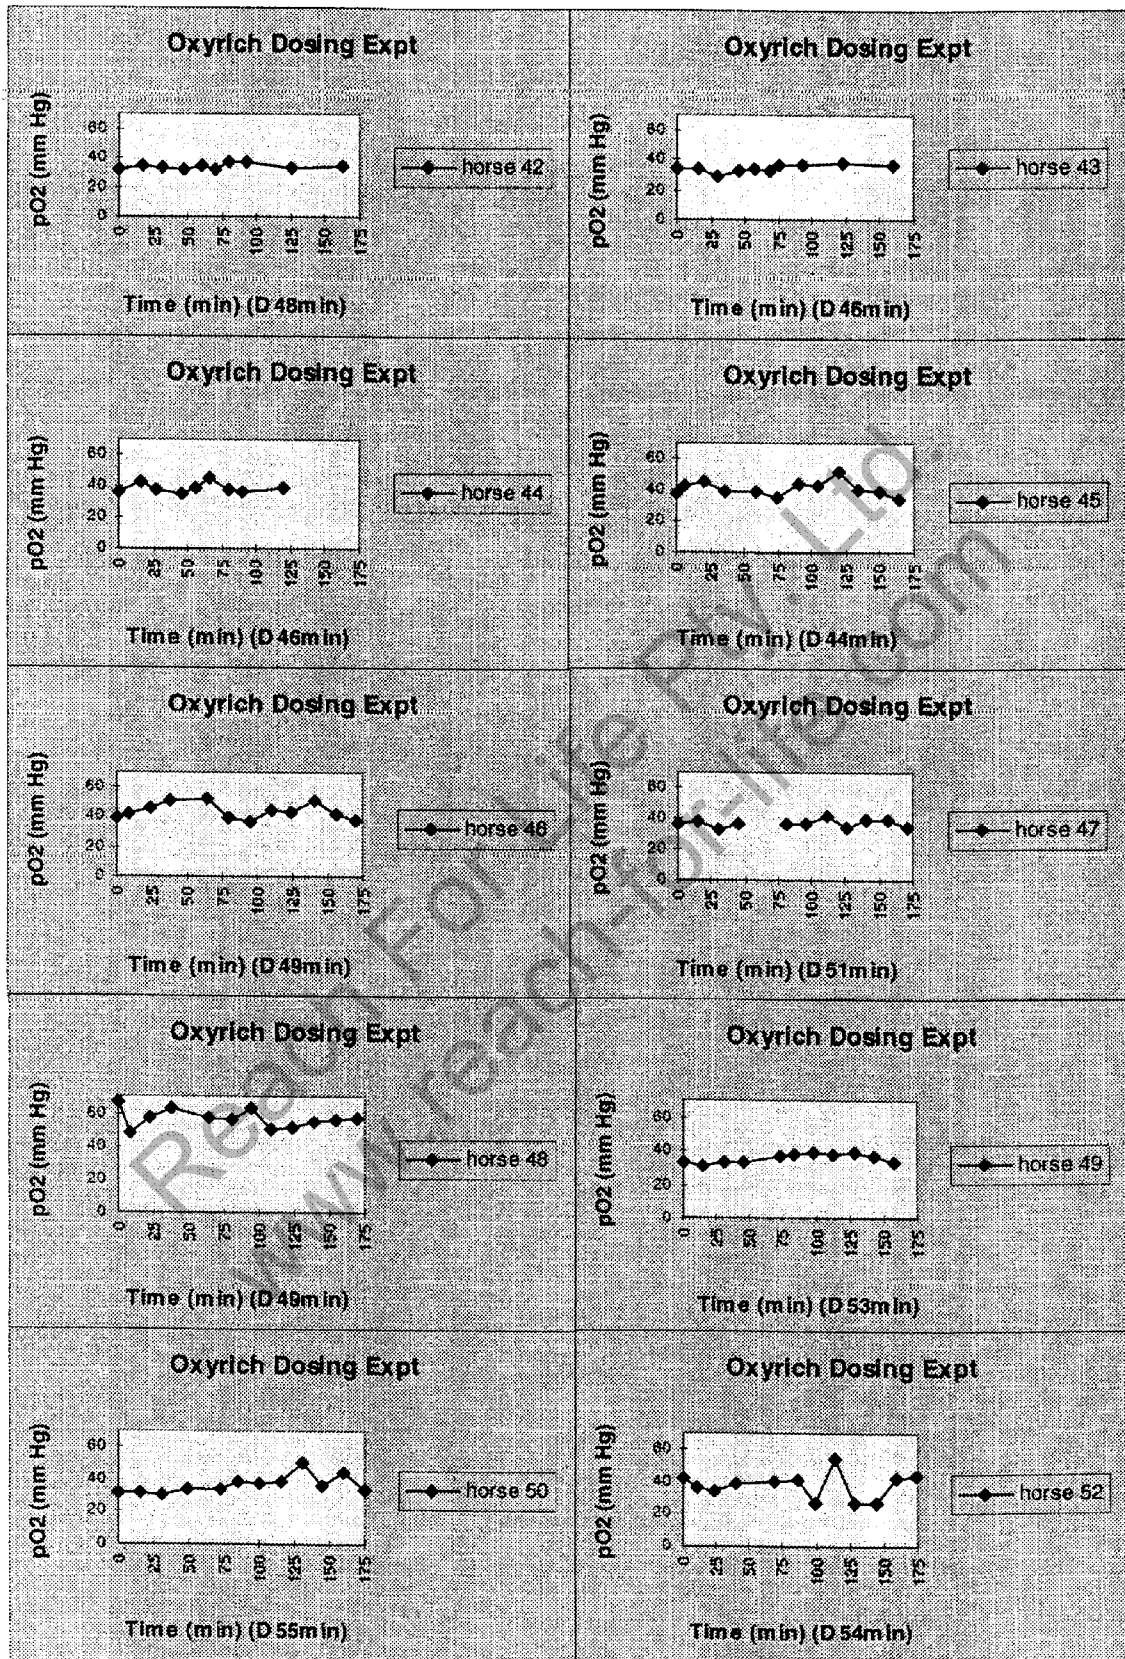 Oxyrich Dosing Expt
pO2 (mm Hg)
60
40
20
0
0 25 50 75 100 125 150 175
horse 42
Time (min) (D48min)
Oxyrich Dosing Expt
pO2 (mm Hg)
60
40
20
0
0 25 50 75 100 125 150 175
horse 43
Time (min) (D46min)
Oxyrich Dosing Expt
pO2 (mm Hg)
60
40
20
0
0 25 50 75 100 125 150 175
horse 44
Time (min) (D46min)
Oxyrich Dosing Expt
pO2 (mm Hg)
60
40
20
0
0 25 50 75 100 125 150 175
horse 45
Time (min) (D44min)
Oxyrich Dosing Expt
pO2 (mm Hg)
60
40
20
0
0 25 50 75 100 125 150 175
horse 46
Time (min) (D49min)
Oxyrich Dosing Expt
pO2 (mm Hg)
60
40
20
0
0 25 50 75 100 125 150 175
horse 47
Time (min) (D51min)
Oxyrich Dosing Expt
pO2 (mm Hg)
60
40
20
0
0 25 50 75 100 125 150 175
horse 48
Time (min) (D49min)
Oxyrich Dosing Expt
pO2 (mm Hg)
60
40
20
0
0 25 50 75 100 125 150 175
horse 49
Time (min) (D53min)
Oxyrich Dosing Expt
pO2 (mm Hg)
60
40
20
0
0 25 50 75 100 125 150 175
horse 50
Time (min) (D55min)
Oxyrich Dosing Expt
pO2 (mm Hg)
60
40
20
0
0 25 50 75 100 125 150 175
horse 52
Time (min) (D54min)
Reach For Life Pty. Ltd.
www.reach-for-life.com